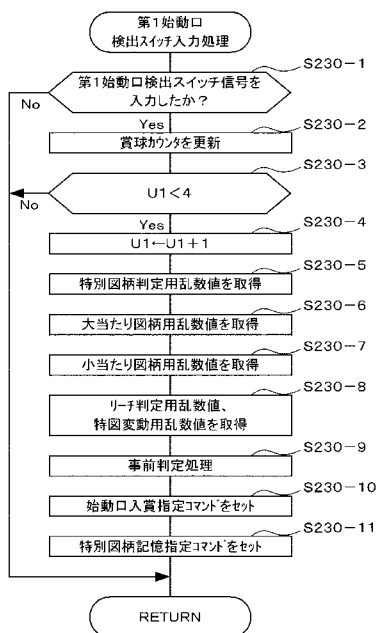 第1始動口
検出スイッチ入力処理
S230-1
第1始動口検出スイッチ信号を
入力したか?
No
Yes
S230-2
賞球カウンタを更新
S230-3
U1<4
No
Yes
S230-4
U1←U1+1
S230-5
特別図柄判定用乱数値を取得
S230-6
大当たり図柄用乱数値を取得
S230-7
小当たり図柄用乱数値を取得
S230-8
リーチ判定用乱数値、
特図変動用乱数値を取得
S230-9
事前判定処理
S230-10
始動口入賞指定コマンドをセット
S230-11
特別図柄記憶指定コマンドをセット
RETURN